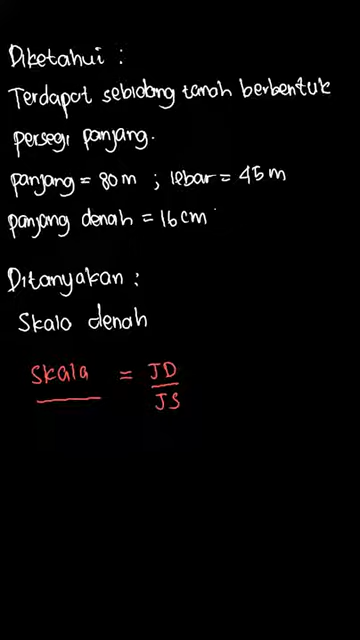 Diketahui :
Terdapat sebidang tanah berbentuk
persegi panjang.
panjang = 80 m ; lebar = 45 m
panjang denah = 16 cm
Ditanyakan :
Skala denah
Skala = JD
JS